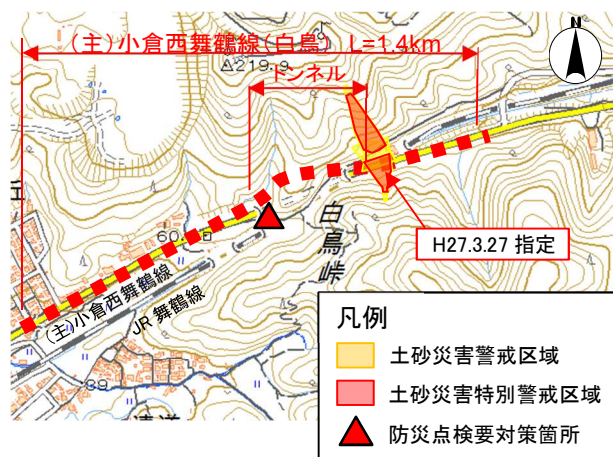 (主)小倉西舞鶴線(白鳥) L=1.4km
N
219.9
トンネル
60
白鳥峠
H27.3.27 指定
(主)小倉西舞鶴線
JR舞鶴線
凡例
土砂災害警戒区域
土砂災害特別警戒区域
防災点検要対策箇所